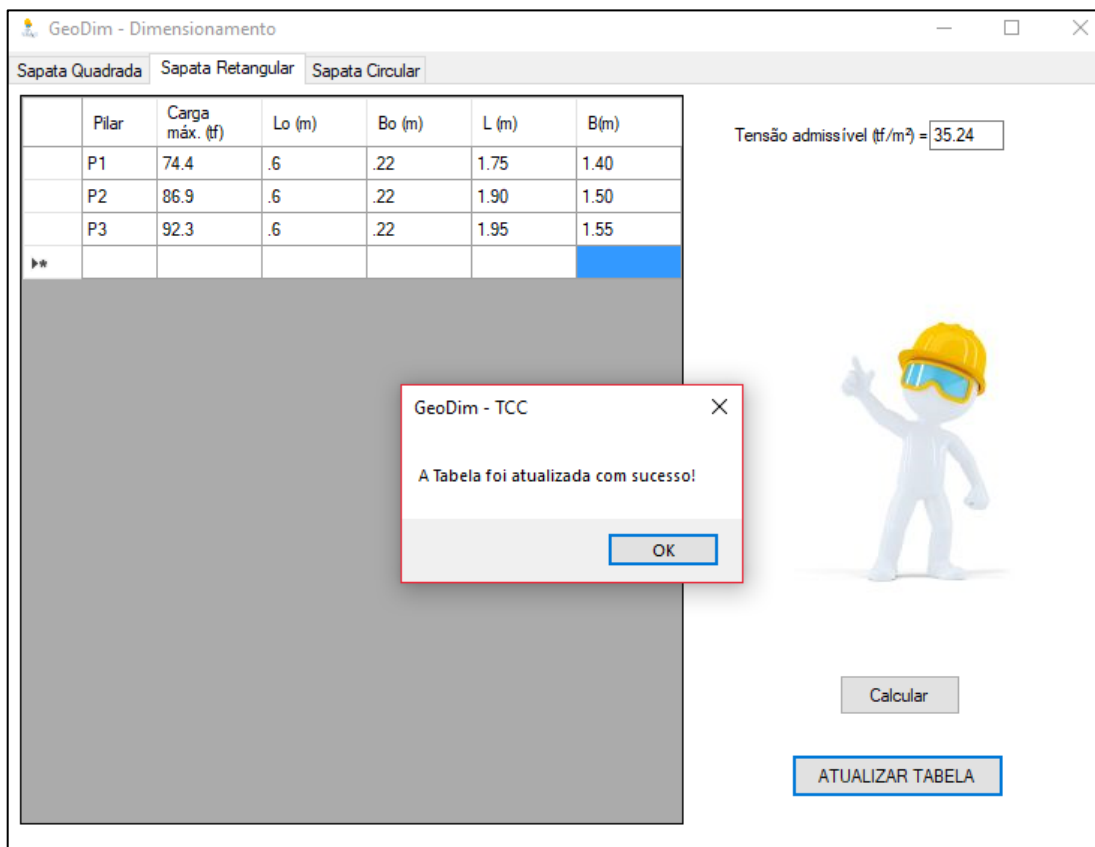 GeoDim - Dimensionamento
Sapata Quadrada Sapata Retangular Sapata Circular
Pilar Carga máx. (tf) Lo (m) Bo (m) L (m) B(m)
P1 74.4 .6 .22 1.75 1.40
P2 86.9 .6 .22 1.90 1.50
P3 92.3 .6 .22 1.95 1.55
Tensão admissível (tf/m²) = 35.24
GeoDim - TCC
A Tabela foi atualizada com sucesso!
OK
Calcular
ATUALIZAR TABELA